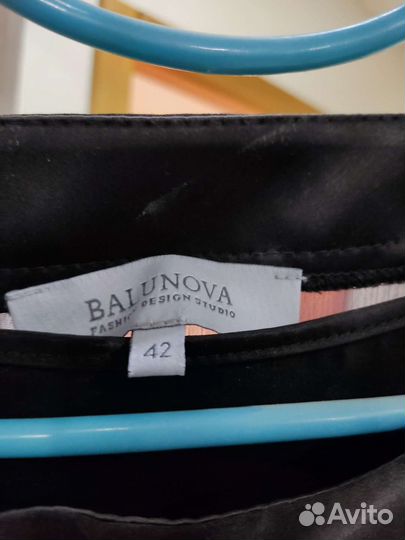 BALUNOVA
FASHION DESIGN STUDIO
42
Avito